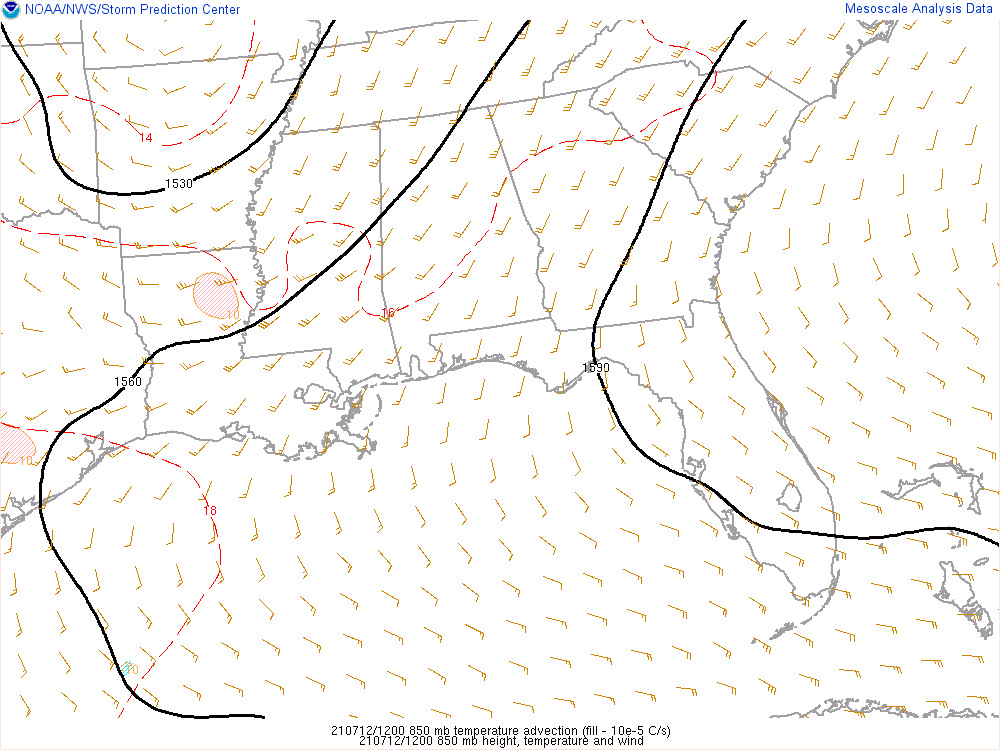 NOAA/NWS/Storm Prediction Center
Mesoscale Analysis Data
14
1530
10
16
1590
1560
10
18
10
210712/1200 850 mb temperature advection (fill - 10e-5 C/s)
210712/1200 850 mb height, temperature and wind